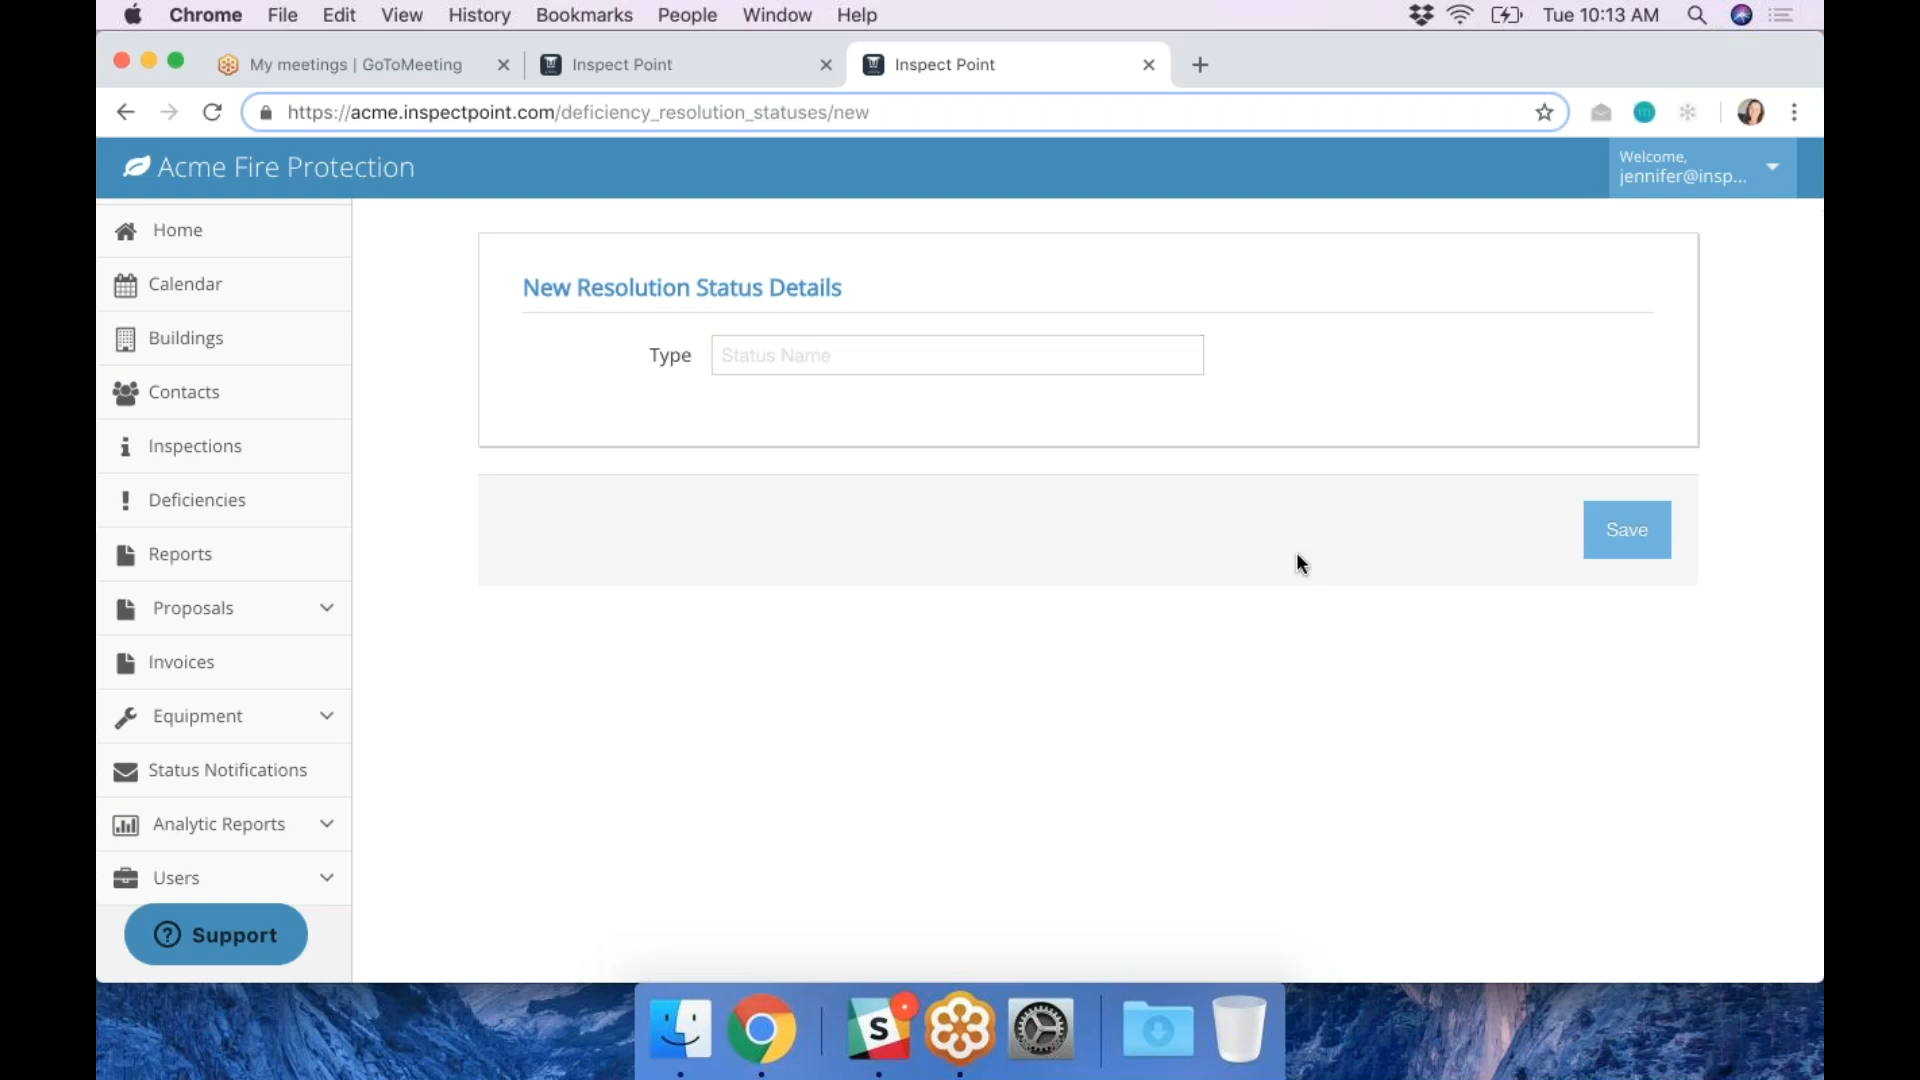 Chrome File Edit View History Bookmarks People Window Help Tue 10:13 AM
My meetings | GoToMeeting
Inspect Point
Inspect Point
https://acme.inspectpoint.com/deficiency_resolution_statuses/new
Acme Fire Protection
Welcome,
jennifer@insp...
Home
Calendar
Buildings
Contacts
Inspections
Deficiencies
Reports
Proposals
Invoices
Equipment
Status Notifications
Analytic Reports
Users
Support
New Resolution Status Details
Type
Status Name
Save
S